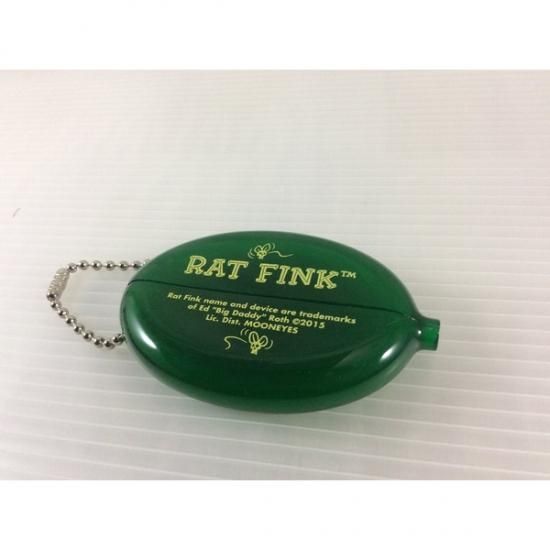 RAT FINK™
Rat Fink name and device are trademarks
of Ed "Big Daddy" Roth ©2015
Lic. Dist. MOONEYES